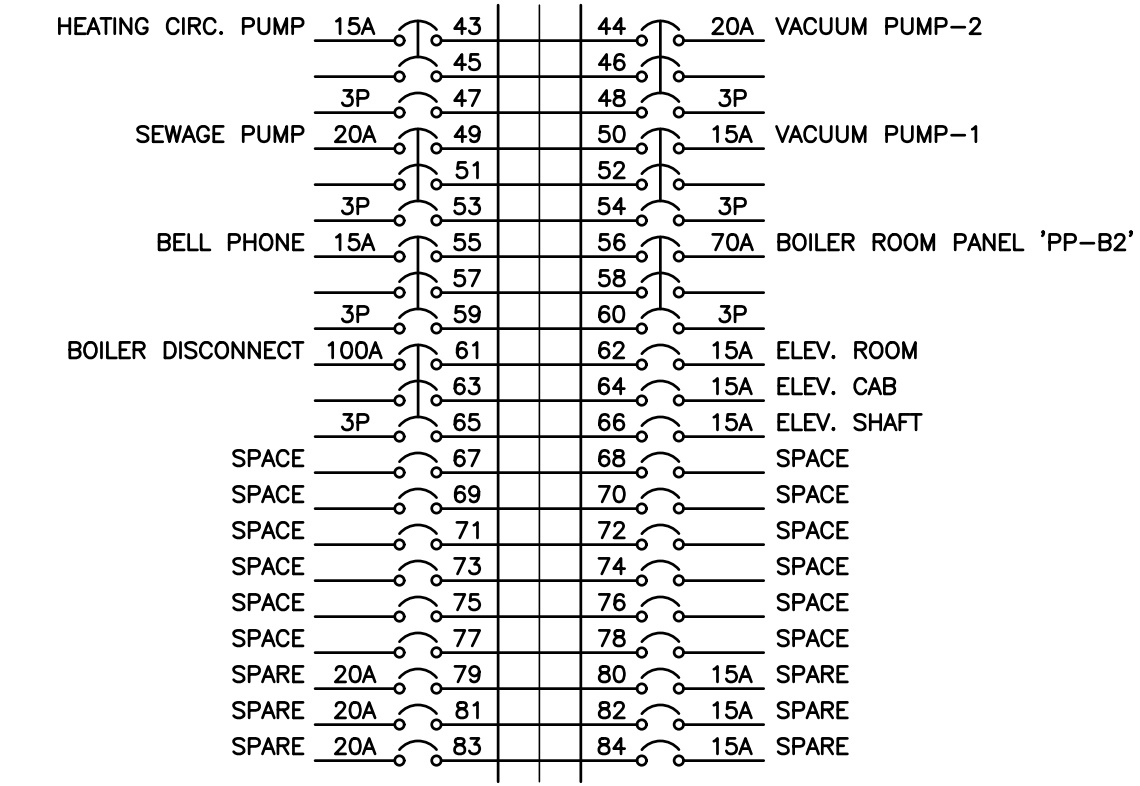 HEATING CIRC. PUMP 15A 43 44 20A VACUUM PUMP-2
45 46
3P 47 48 3P
SEWAGE PUMP 20A 49 50 15A VACUUM PUMP-1
51 52
3P 53 54 3P
BELL PHONE 15A 55 56 70A BOILER ROOM PANEL 'PP-B2'
57 58
3P 59 60 3P
BOILER DISCONNECT 100A 61 62 15A ELEV. ROOM
63 64 15A ELEV. CAB
3P 65 66 15A ELEV. SHAFT
SPACE 67 68 SPACE
SPACE 69 70 SPACE
SPACE 71 72 SPACE
SPACE 73 74 SPACE
SPACE 75 76 SPACE
SPACE 77 78 SPACE
SPARE 20A 79 80 15A SPARE
SPARE 20A 81 82 15A SPARE
SPARE 20A 83 84 15A SPARE